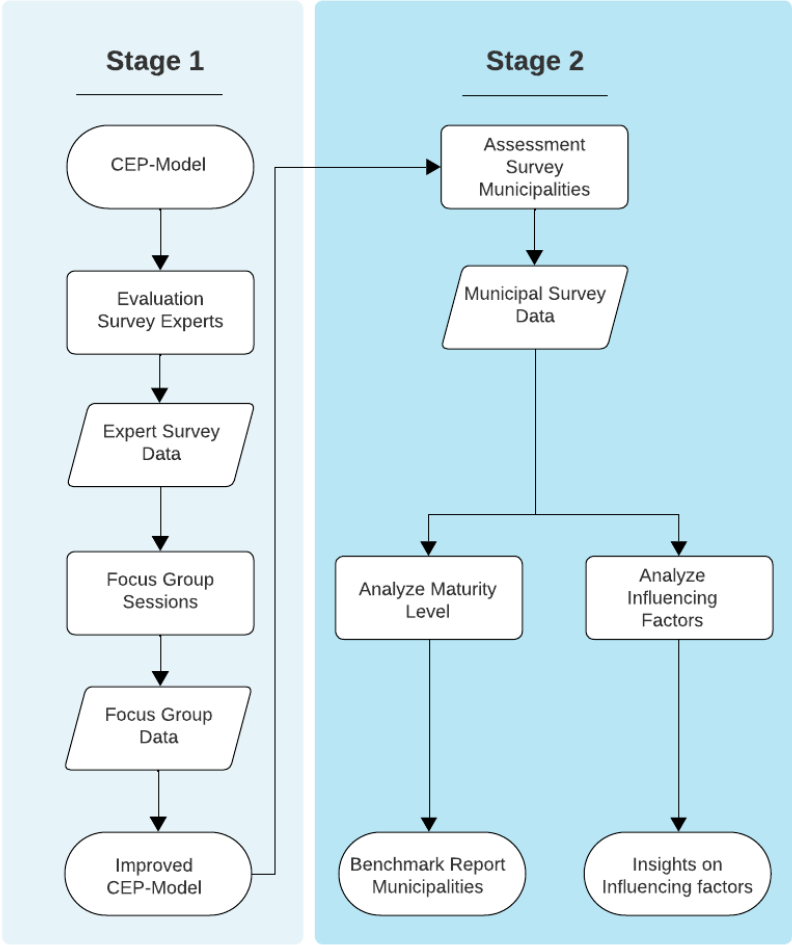 Stage 1
CEP-Model
Evaluation
Survey Experts
Expert Survey
Data
Focus Group
Sessions
Focus Group
Data
Improved
CEP-Model
Stage 2
Assessment
Survey
Municipalities
Municipal Survey
Data
Analyze Maturity
Level
Analyze
Influencing
Factors
Benchmark Report
Municipalities
Insights on
Influencing factors